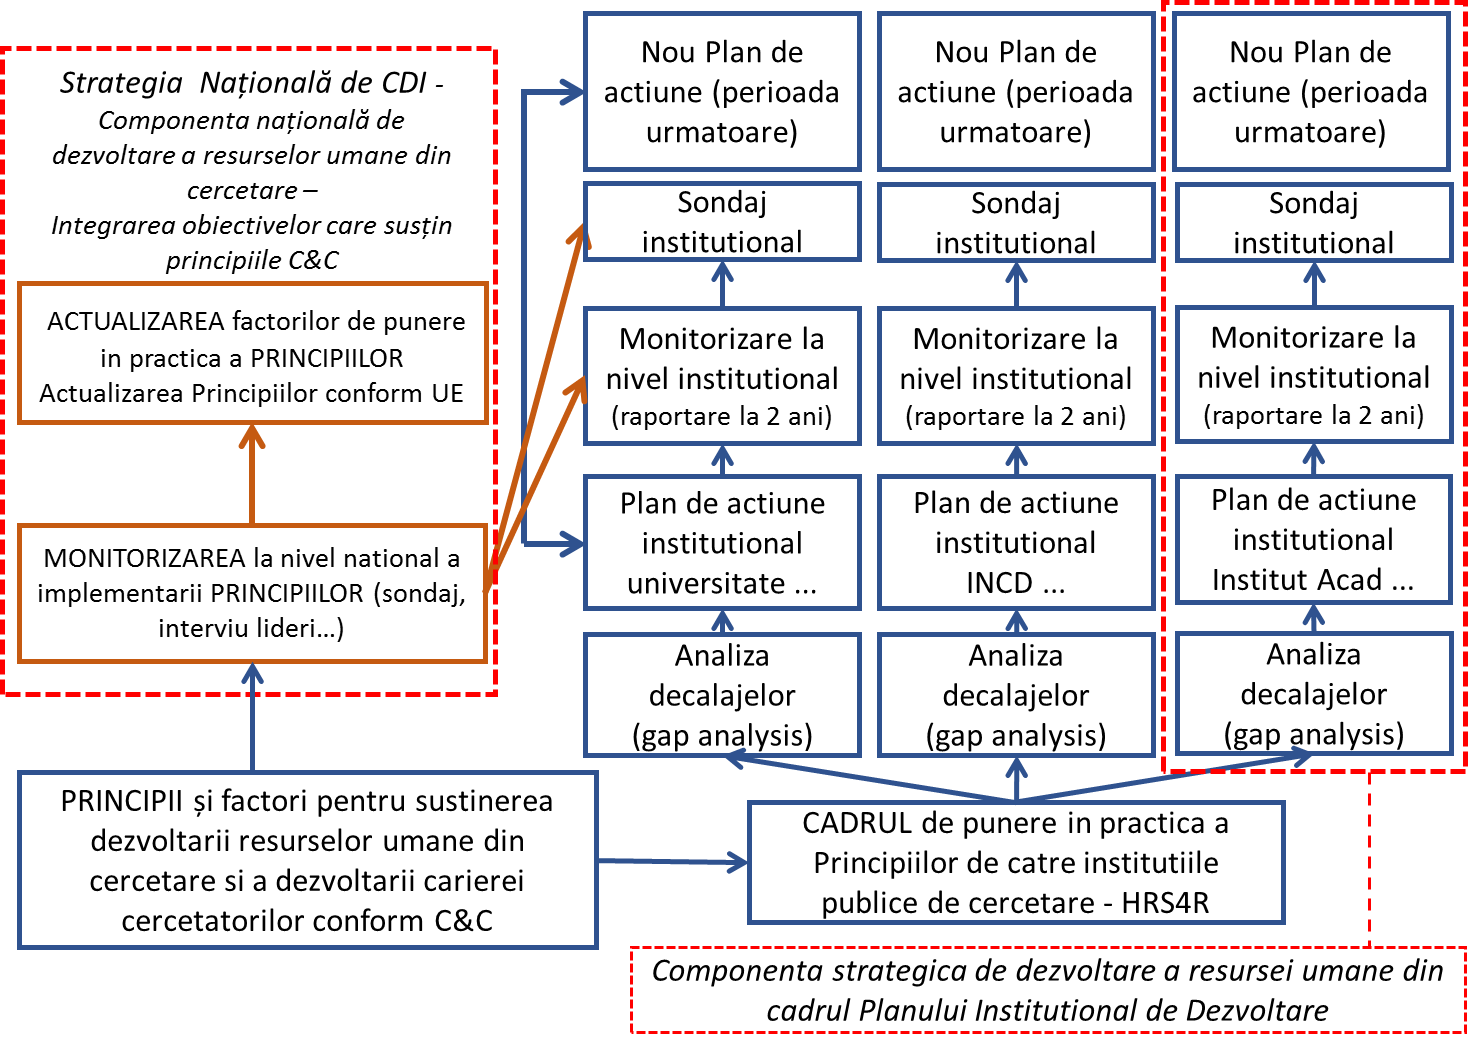 Strategia Națională de CDI -
Componenta națională de
dezvoltare a resurselor umane din
cercetare –
Integrarea obiectivelor care susțin
principiile C&C
ACTUALIZAREA factorilor de punere
in practica a PRINCIPIILOR
Actualizarea Principiilor conform UE
MONITORIZAREA la nivel national a
implementarii PRINCIPIILOR (sondaj,
interviu lideri…)
PRINCIPII și factori pentru sustinerea
dezvoltarii resurselor umane din
cercetare si a dezvoltarii carierei
cercetatorilor conform C&C
Nou Plan de
actiune (perioada
urmatoare)
Sondaj
institutional
Monitorizare la
nivel institutional
(raportare la 2 ani)
Plan de actiune
institutional
universitate ...
Analiza
decalajelor
(gap analysis)
Nou Plan de
actiune (perioada
urmatoare)
Sondaj
institutional
Monitorizare la
nivel institutional
(raportare la 2 ani)
Plan de actiune
institutional
INCD ...
Analiza
decalajelor
(gap analysis)
Nou Plan de
actiune (perioada
urmatoare)
Sondaj
institutional
Monitorizare la
nivel institutional
(raportare la 2 ani)
Plan de actiune
institutional
Institut Acad ...
Analiza
decalajelor
(gap analysis)
CADRUL de punere in practica a
Principiilor de catre institutiile
publice de cercetare - HRS4R
Componenta strategica de dezvoltare a resursei umane din
cadrul Planului Institutional de Dezvoltare